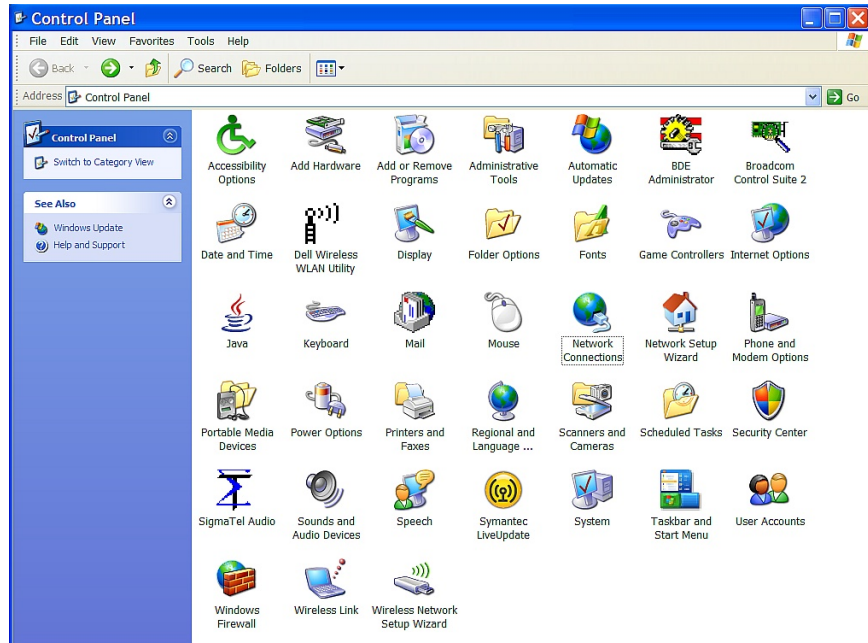 Control Panel
File Edit View Favorites Tools Help
Back Search Folders
Address Control Panel Go
Control Panel
Switch to Category View
See Also
Windows Update
Help and Support
Accessibility Options
Add Hardware
Add or Remove Programs
Administrative Tools
Automatic Updates
BDE Administrator
Broadcom Control Suite 2
Date and Time
Dell Wireless WLAN Utility
Display
Folder Options
Fonts
Game Controllers
Internet Options
Java
Keyboard
Mail
Mouse
Network Connections
Network Setup Wizard
Phone and Modem Options
Portable Media Devices
Power Options
Printers and Faxes
Regional and Language ...
Scanners and Cameras
Scheduled Tasks
Security Center
SigmaTel Audio
Sounds and Audio Devices
Speech
Symantec LiveUpdate
System
Taskbar and Start Menu
User Accounts
Windows Firewall
Wireless Link
Wireless Network Setup Wizard